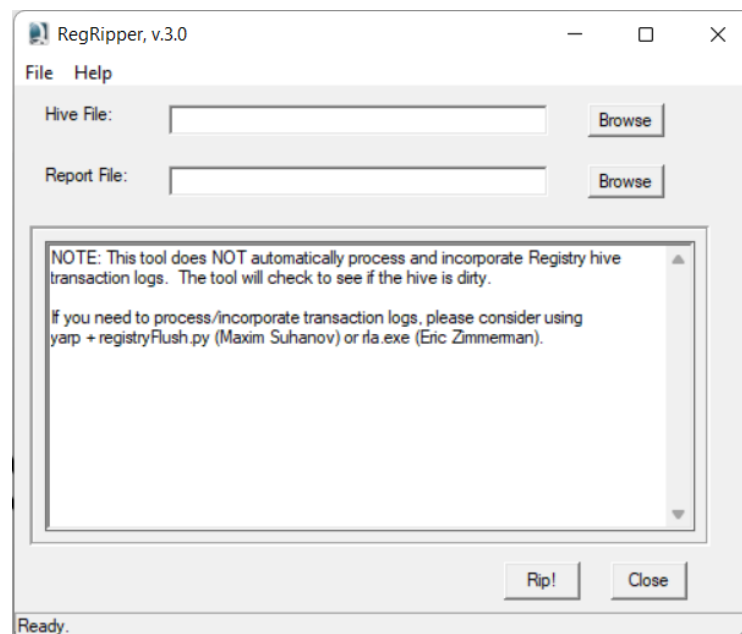 RegRipper, v.3.0
File Help
Hive File:
Browse
Report File:
Browse
NOTE: This tool does NOT automatically process and incorporate Registry hive
transaction logs. The tool will check to see if the hive is dirty.
If you need to process/incorporate transaction logs, please consider using
yarp + registryFlush.py (Maxim Suhanov) or rla.exe (Eric Zimmerman).
Rip! Close
Ready.